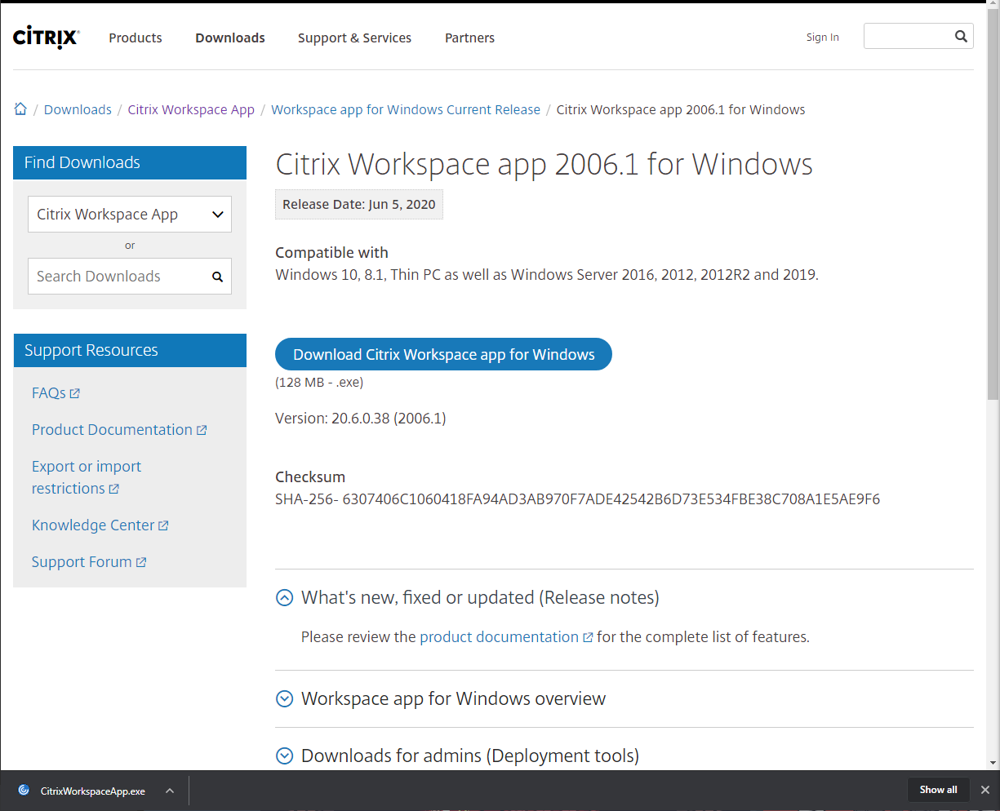 CITRIX
Products
Downloads
Support & Services
Partners
Sign In
/ Downloads / Citrix Workspace App / Workspace app for Windows Current Release / Citrix Workspace app 2006.1 for Windows
Find Downloads
Citrix Workspace App
or
Search Downloads
Support Resources
FAQs
Product Documentation
Export or import
restrictions
Knowledge Center
Support Forum
Citrix Workspace app 2006.1 for Windows
Release Date: Jun 5, 2020
Compatible with
Windows 10, 8.1, Thin PC as well as Windows Server 2016, 2012, 2012R2 and 2019.
Download Citrix Workspace app for Windows
(128 MB - .exe)
Version: 20.6.0.38 (2006.1)
Checksum
SHA-256- 6307406C1060418FA94AD3AB970F7ADE42542B6D73E534FBE38C708A1E5AE9F6
What's new, fixed or updated (Release notes)
Please review the product documentation for the complete list of features.
Workspace app for Windows overview
Downloads for admins (Deployment tools)
CitrixWorkspaceApp.exe
Show all